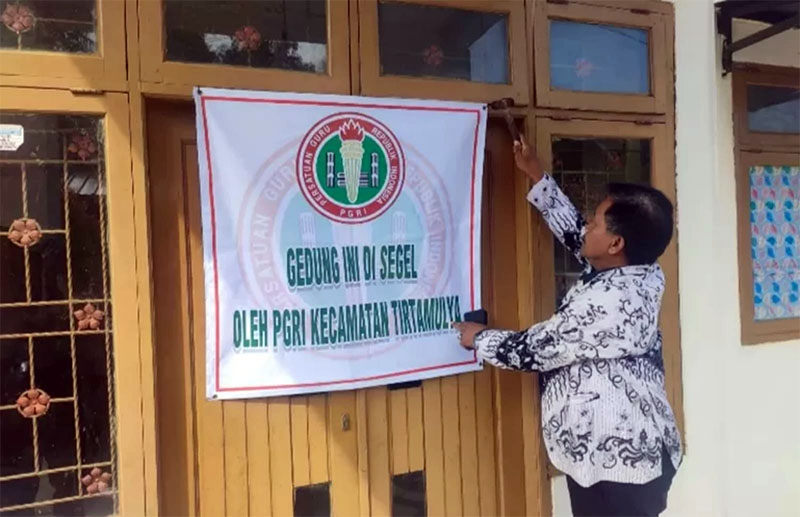 PERSATUAN GURU REPUBLIK INDONESIA
PGRI
GEDUNG INI DI SEGEL
OLEH PGRI KECAMATAN TIRTAMULYA